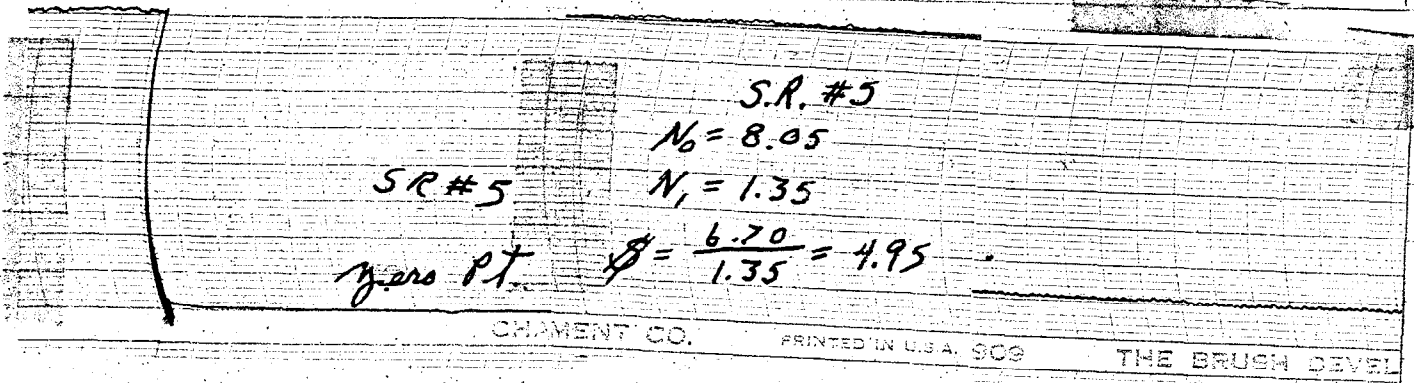 S.R. #5
N₀ = 8.05
SR #5
N₁ = 1.35
Zero Pt.
$ = 6.70/1.35 = 4.95
CHAMENT CO.
PRINTED IN U.S.A. 909
THE BRUSH DEVEL